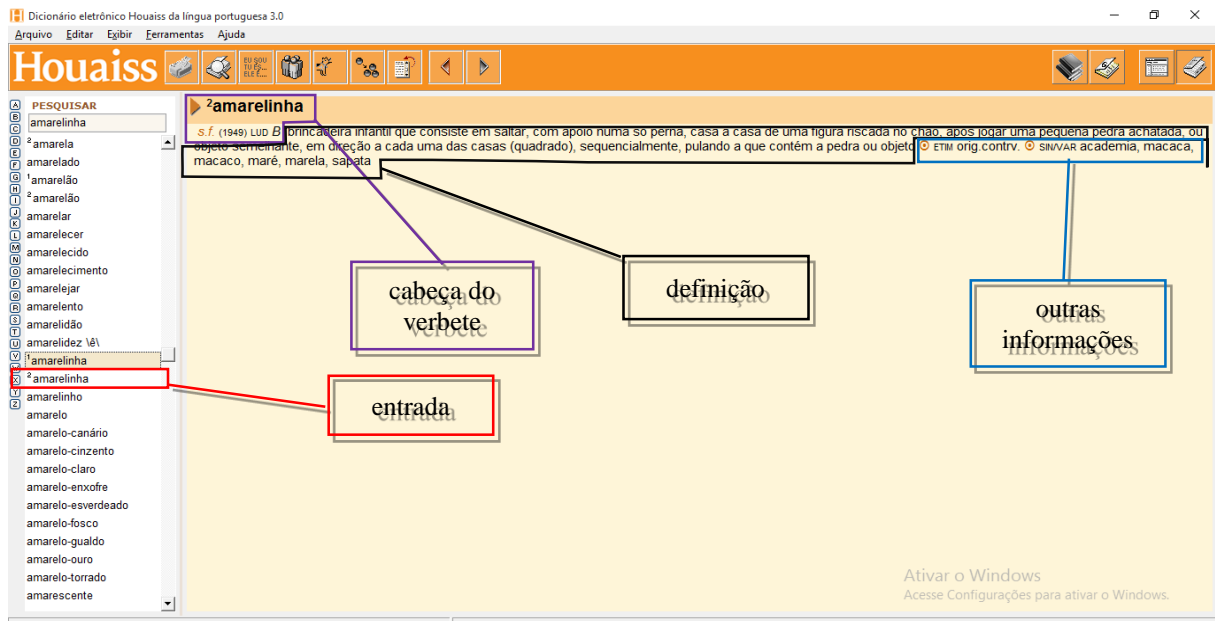 Dicionário eletrônico Houaiss da língua portuguesa 3.0
Arquivo Editar Exibir Ferramentas Ajuda
Houaiss
EU SOU
TU ÉS...
ELE É...
A
B
C
D
E
F
G
H
I
J
K
L
M
N
O
P
Q
R
S
T
U
V
X
Y
Z
PESQUISAR
amarelinha
²amarela
amarelado
¹amarelão
²amarelão
amarelar
amarelecer
amarelecido
amarelecimento
amarelejar
amarelento
amarelidão
amarelidez \ê\
¹amarelinha
²amarelinha
amarelinho
amarelo
amarelo-canário
amarelo-cinzento
amarelo-claro
amarelo-enxofre
amarelo-esverdeado
amarelo-fosco
amarelo-gualdo
amarelo-ouro
amarelo-torrado
amarescente
²amarelinha
s.f. (1949) LUD B brincadeira infantil que consiste em saltar, com apoio numa só perna, casa a casa de uma figura riscada no chão, após jogar uma pequena pedra achatada, ou
objeto semelhante, em direção a cada uma das casas (quadrado), sequencialmente, pulando a que contém a pedra ou objeto ⊙ ETIM orig.contrv. ⊙ SIN/VAR academia, macaca,
macaco, maré, marela, sapata
cabeça do
verbete
definição
outras
informações
entrada
Ativar o Windows
Acesse Configurações para ativar o Windows.